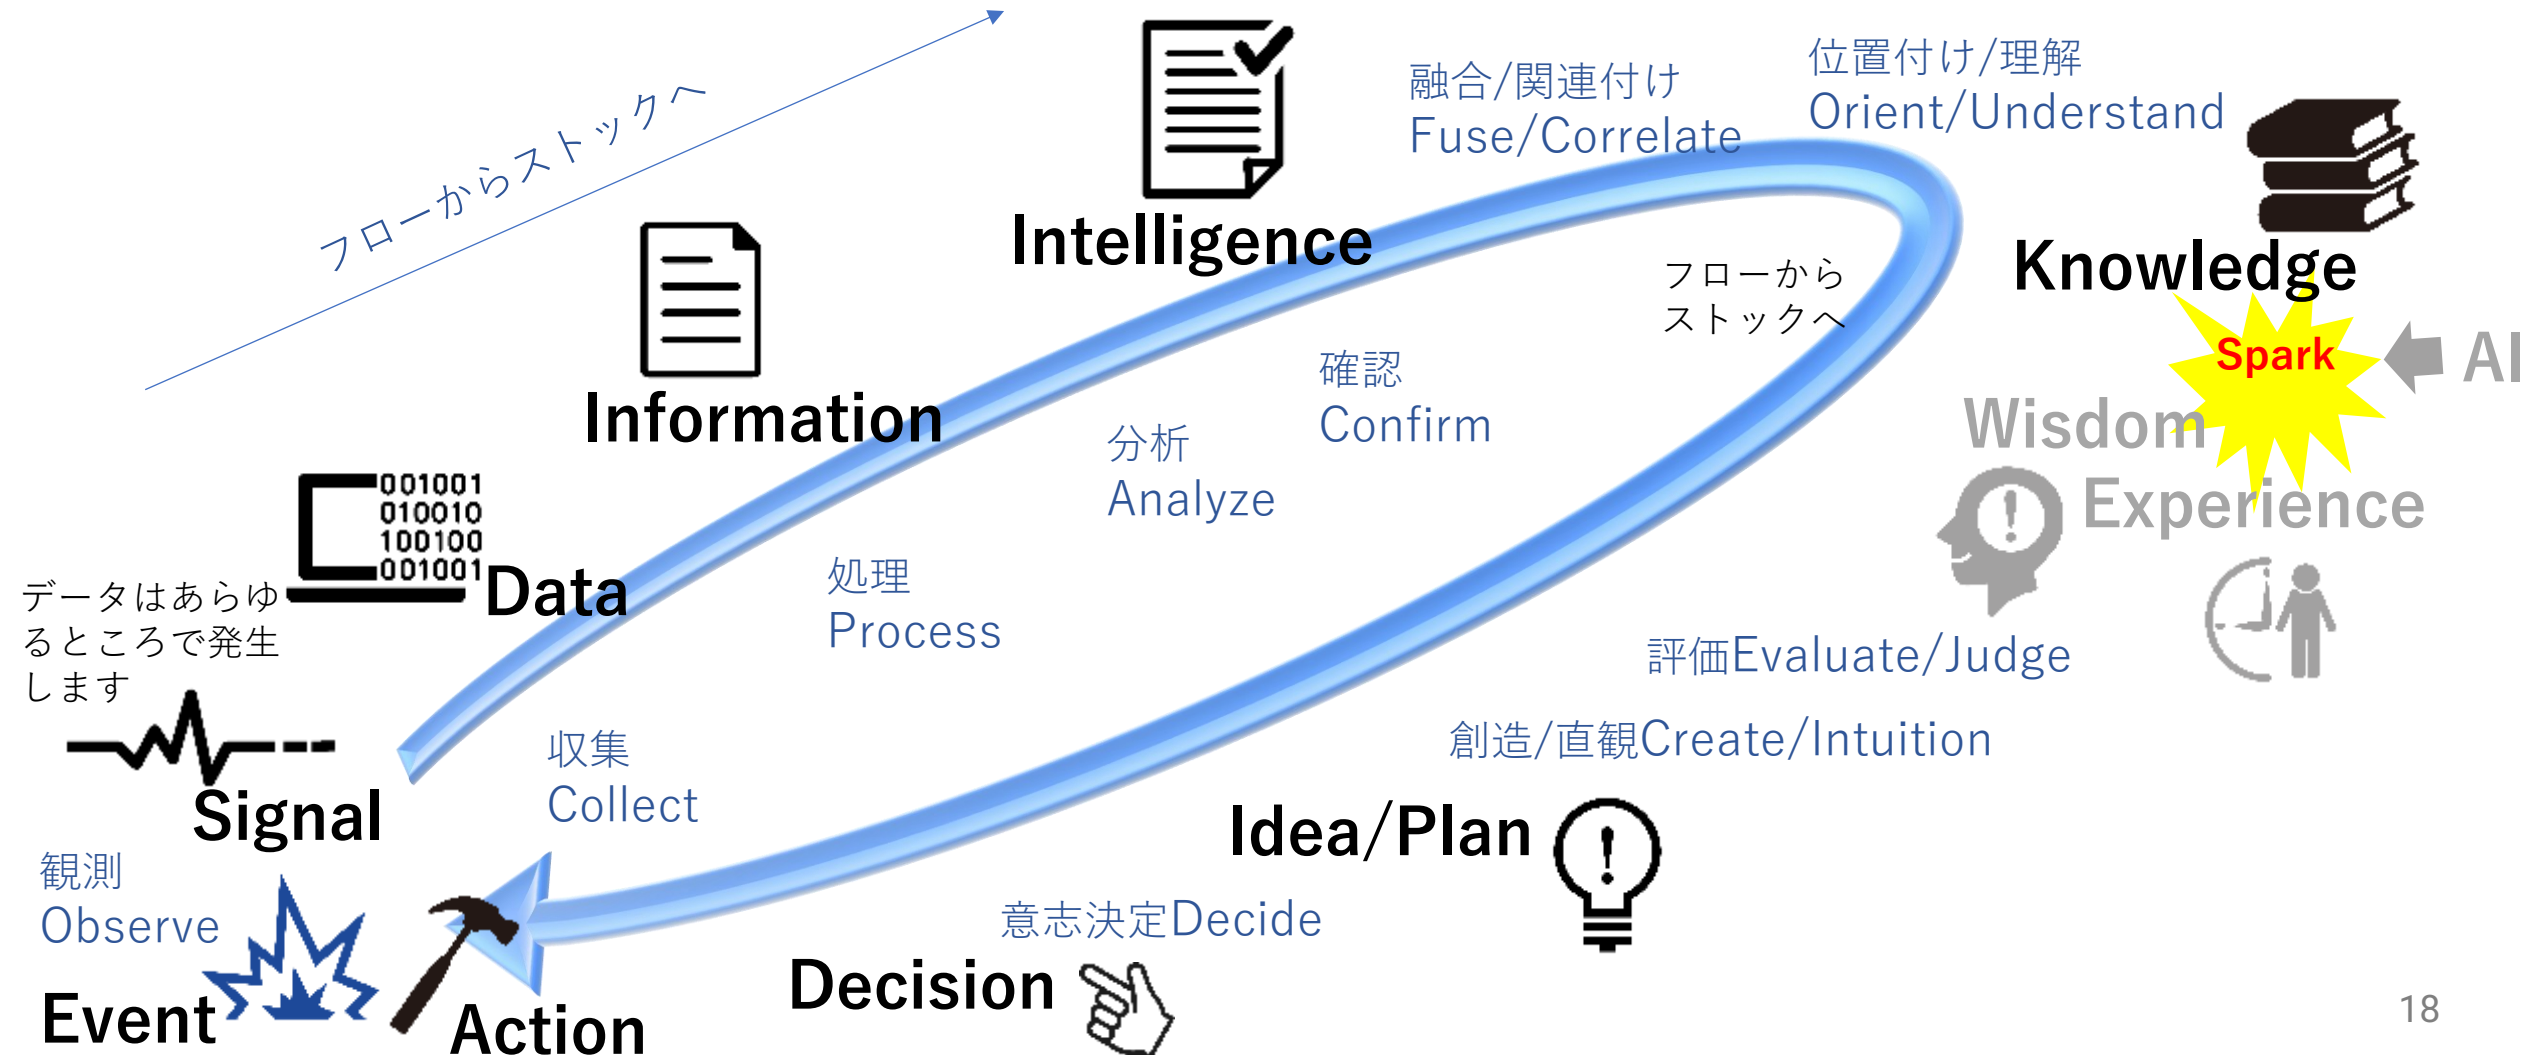 フローからストックへ
Intelligence
融合/関連付け
Fuse/Correlate
位置付け/理解
Orient/Understand
Knowledge
フローから
ストックへ
Spark
AI
Information
確認
Confirm
Wisdom
Experience
分析
Analyze
001001
010010
100100
001001
Data
データはあらゆ
るところで発生
します
処理
Process
評価Evaluate/Judge
収集
Collect
創造/直観Create/Intuition
Signal
Idea/Plan
観測
Observe
意志決定Decide
Decision
Event
Action
18